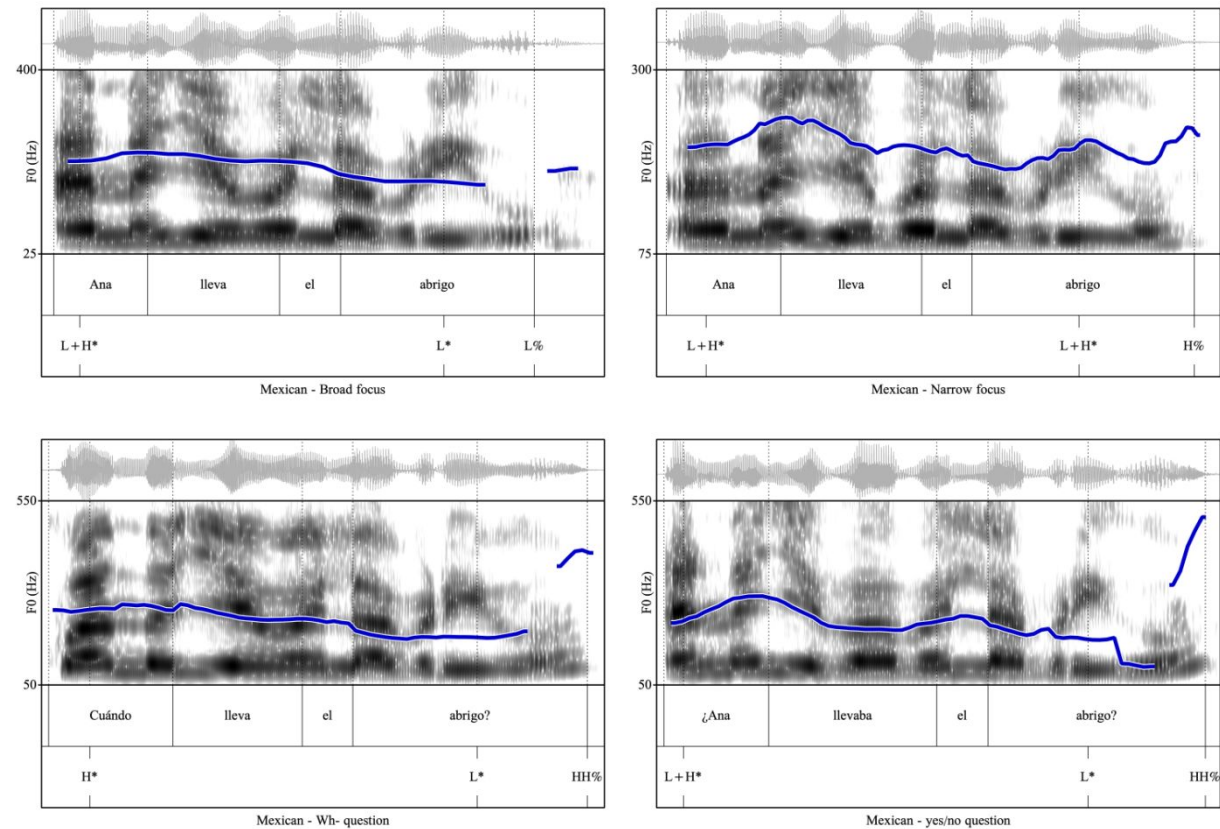 400
F0 (Hz)
25
Ana lleva el abrigo
L+H* L* L%
Mexican - Broad focus
300
F0 (Hz)
75
Ana lleva el abrigo
L+H* L+H* H%
Mexican - Narrow focus
550
F0 (Hz)
50
Cuándo lleva el abrigo?
H* L* HH%
Mexican - Wh- question
550
F0 (Hz)
50
¿Ana llevaba el abrigo?
L+H* L* HH%
Mexican - yes/no question